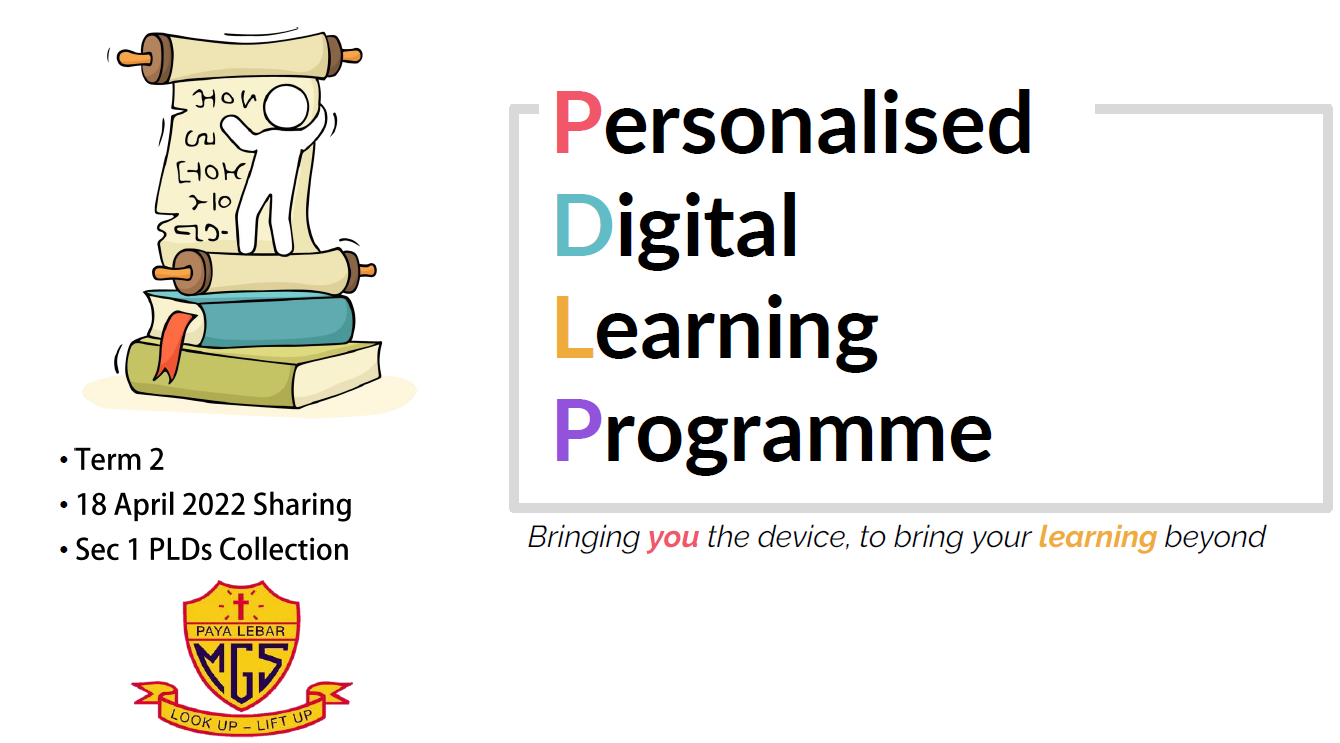 Personalised
Digital
Learning
Programme
Bringing you the device, to bring your learning beyond
• Term 2
• 18 April 2022 Sharing
• Sec 1 PLDs Collection
PAYA LEBAR
MGS
LOOK UP – LIFT UP